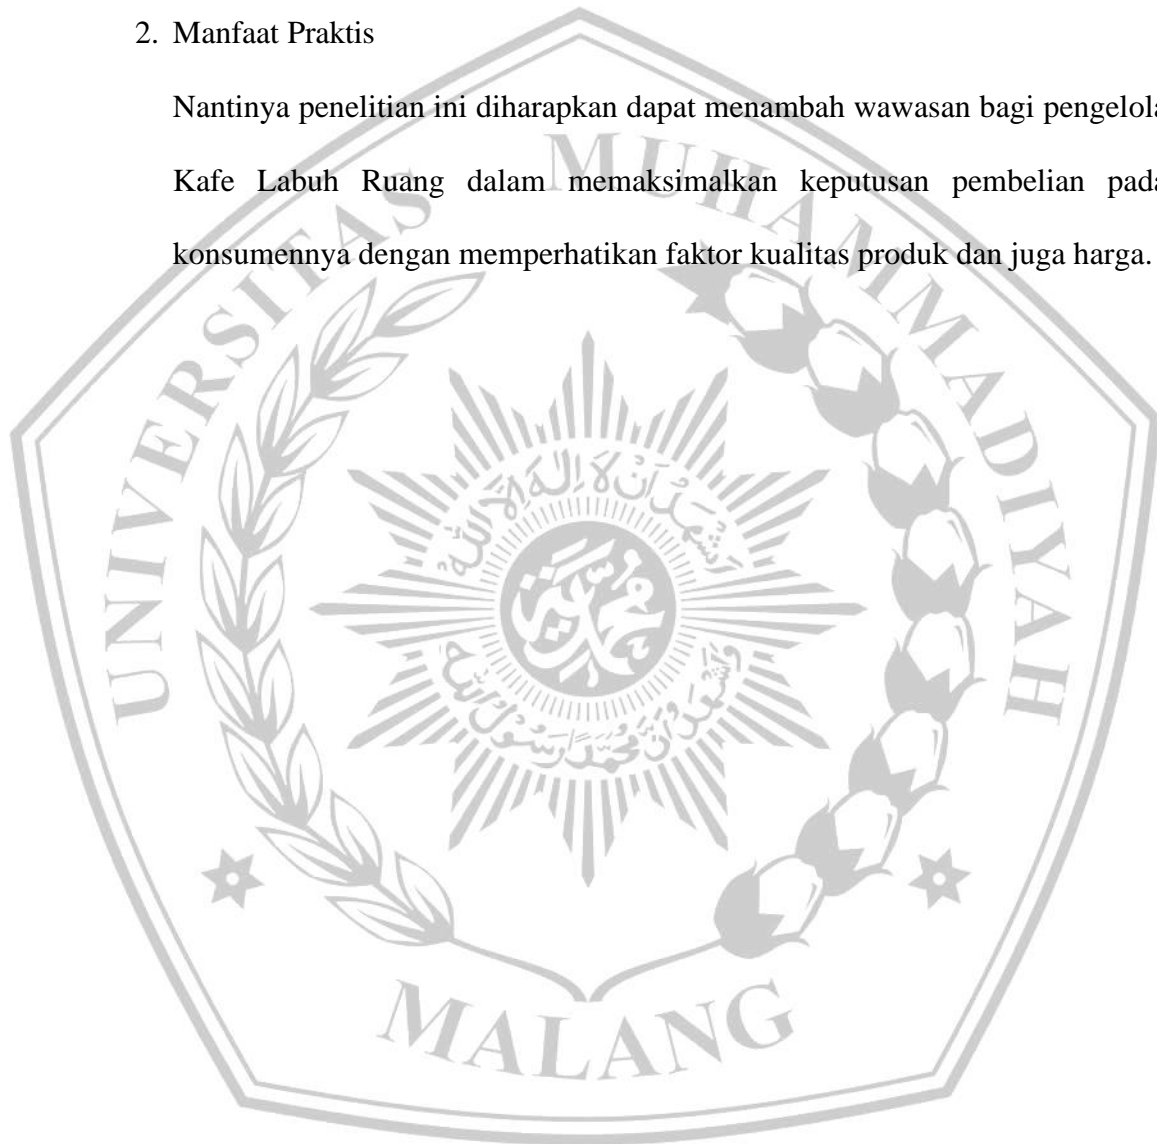 2. Manfaat Praktis
Nantinya penelitian ini diharapkan dapat menambah wawasan bagi pengelola
Kafe Labuh Ruang dalam memaksimalkan keputusan pembelian pada
konsumennya dengan memperhatikan faktor kualitas produk dan juga harga.
UNIVERSITAS MUHAMMADIYAH
MALANG